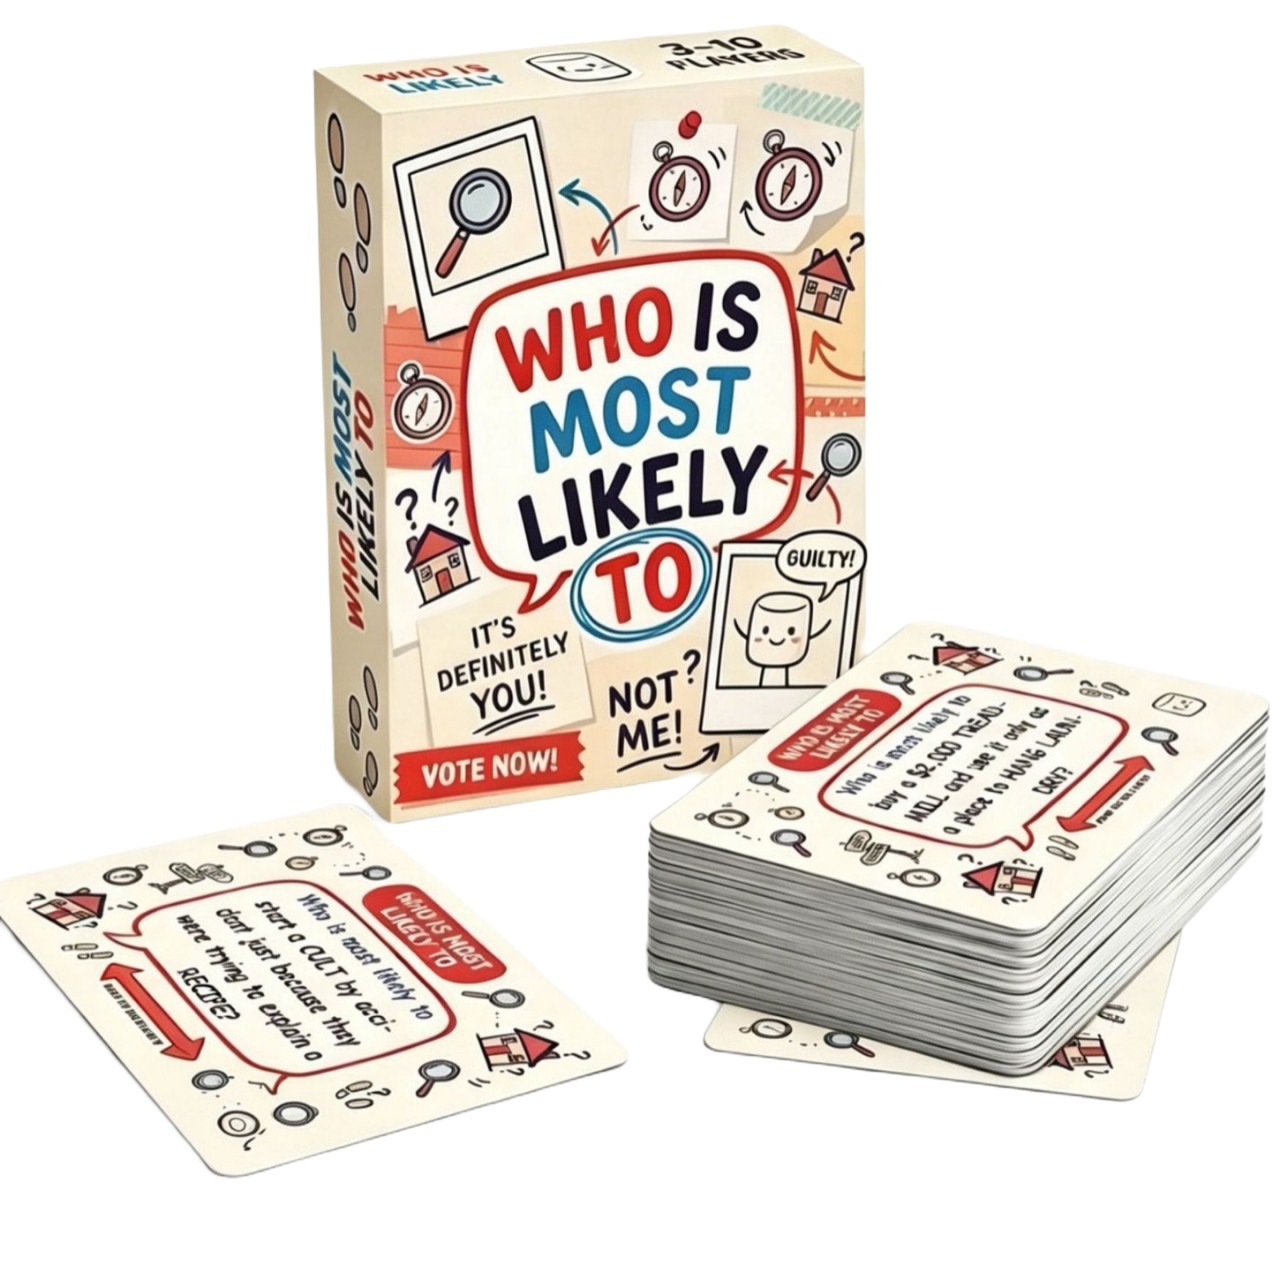 WHO IS
LIKELY
3-10
PLAYERS
WHO IS MOST
LIKELY TO
WHO IS
MOST
LIKELY
TO
GUILTY!
IT'S
DEFINITELY
YOU!
NOT
ME!
?
VOTE NOW!
WHO IS MOST
LIKELY TO
Who is most likely to
buy a $2,000 TREAD-
MILL and use it only as
a place to HANG LAUN-
DRY?
WHO IS MOST
LIKELY TO
Who is most likely to
start a CULT by acci-
dent just because they
were trying to explain a
RECIPE?